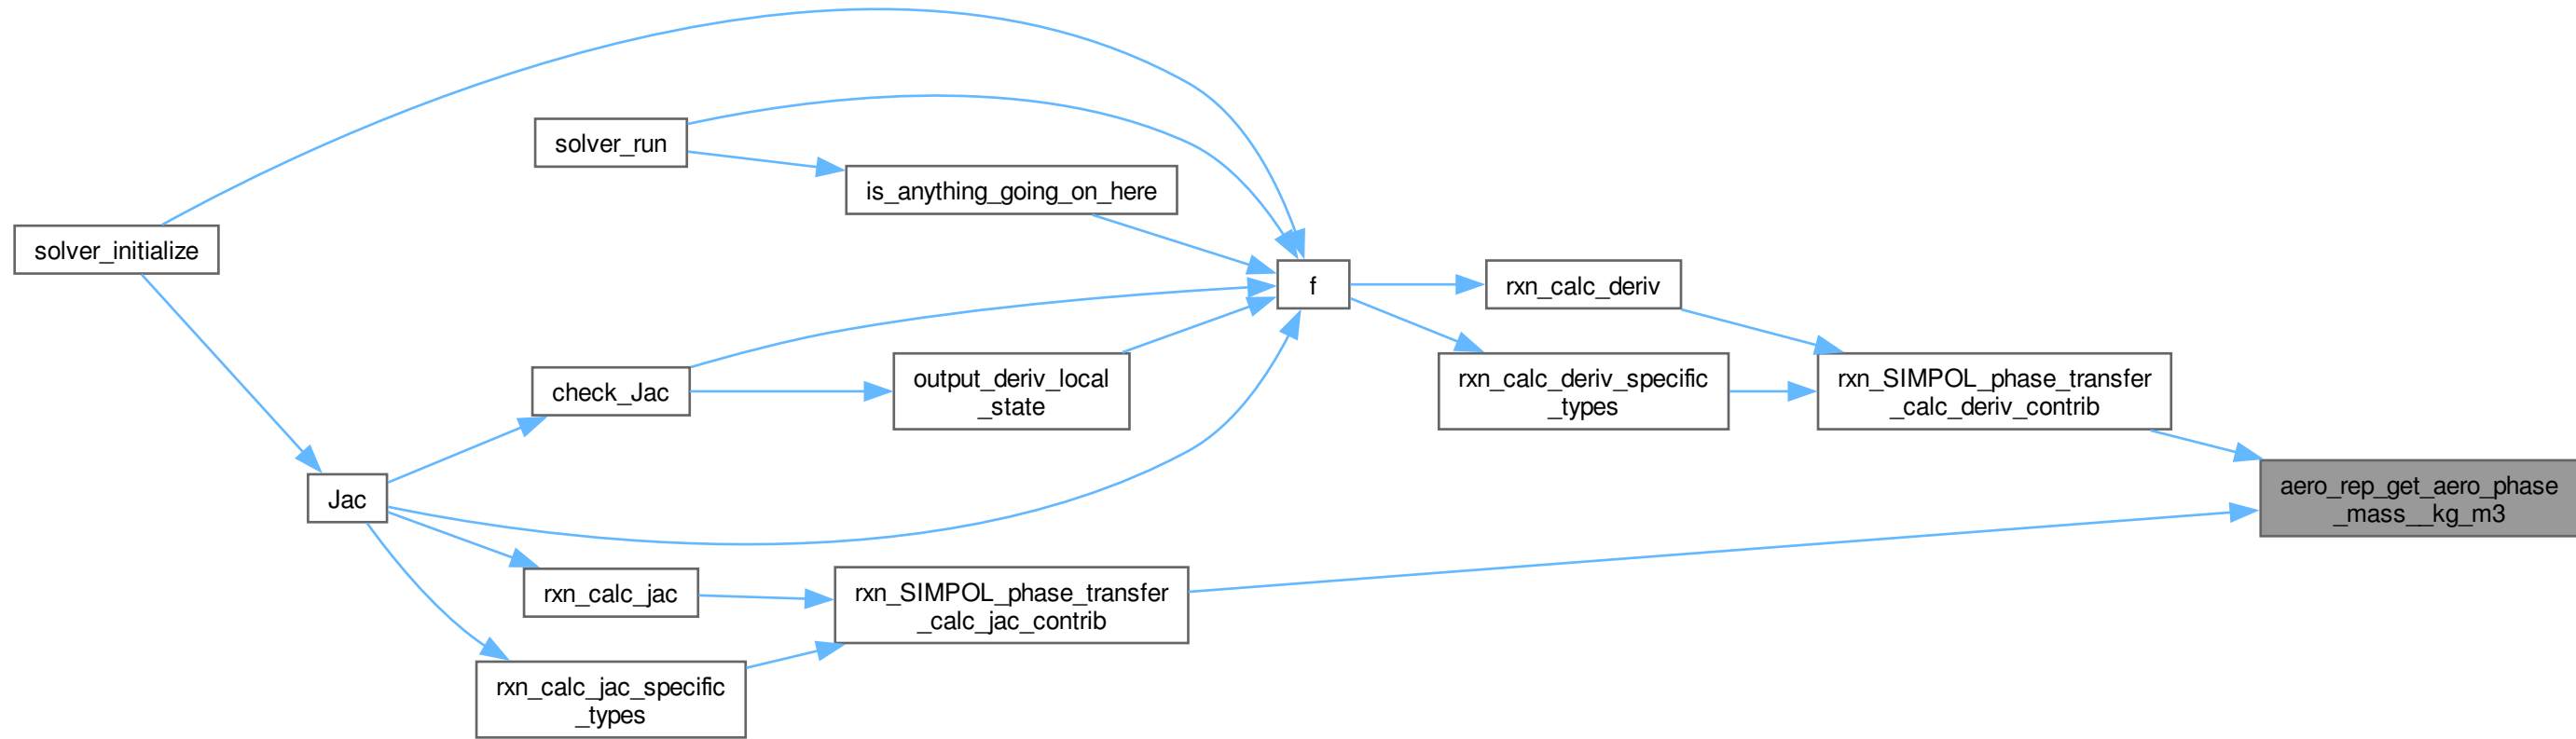 solver_run
is_anything_going_on_here
solver_initialize
f
rxn_calc_deriv
check_Jac
output_deriv_local
_state
rxn_calc_deriv_specific
_types
rxn_SIMPOL_phase_transfer
_calc_deriv_contrib
Jac
aero_rep_get_aero_phase
_mass__kg_m3
rxn_calc_jac
rxn_SIMPOL_phase_transfer
_calc_jac_contrib
rxn_calc_jac_specific
_types